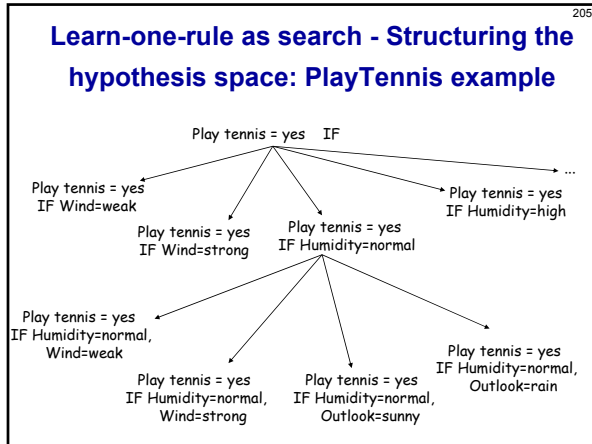 205
Learn-one-rule as search - Structuring the
hypothesis space: PlayTennis example
Play tennis = yes IF
...
Play tennis = yes
IF Wind=weak
Play tennis = yes
IF Wind=strong
Play tennis = yes
IF Humidity=normal
Play tennis = yes
IF Humidity=high
Play tennis = yes
IF Humidity=normal,
Wind=weak
Play tennis = yes
IF Humidity=normal,
Wind=strong
Play tennis = yes
IF Humidity=normal,
Outlook=sunny
Play tennis = yes
IF Humidity=normal,
Outlook=rain